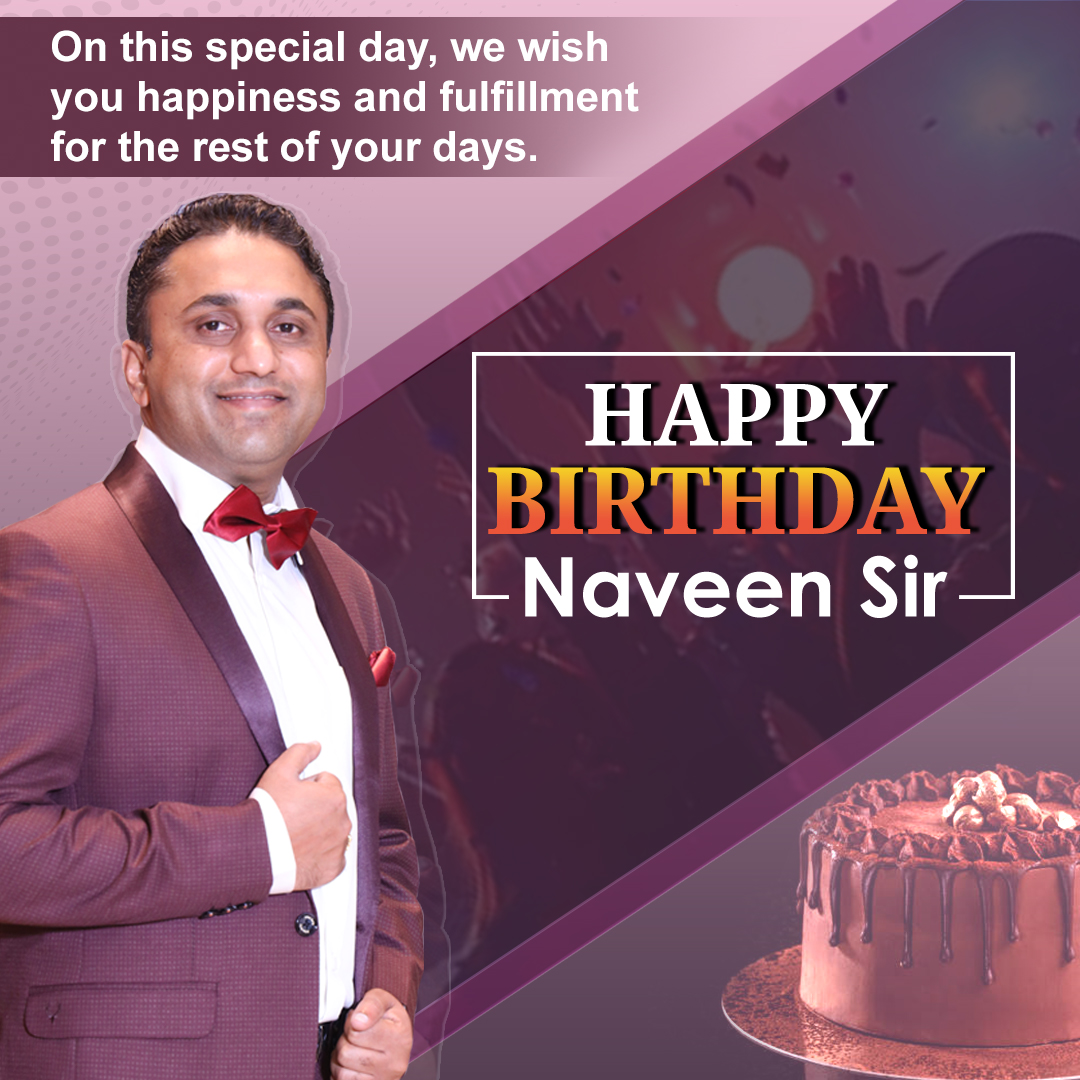 On this special day, we wish
you happiness and fulfillment
for the rest of your days.
HAPPY
BIRTHDAY
Naveen Sir